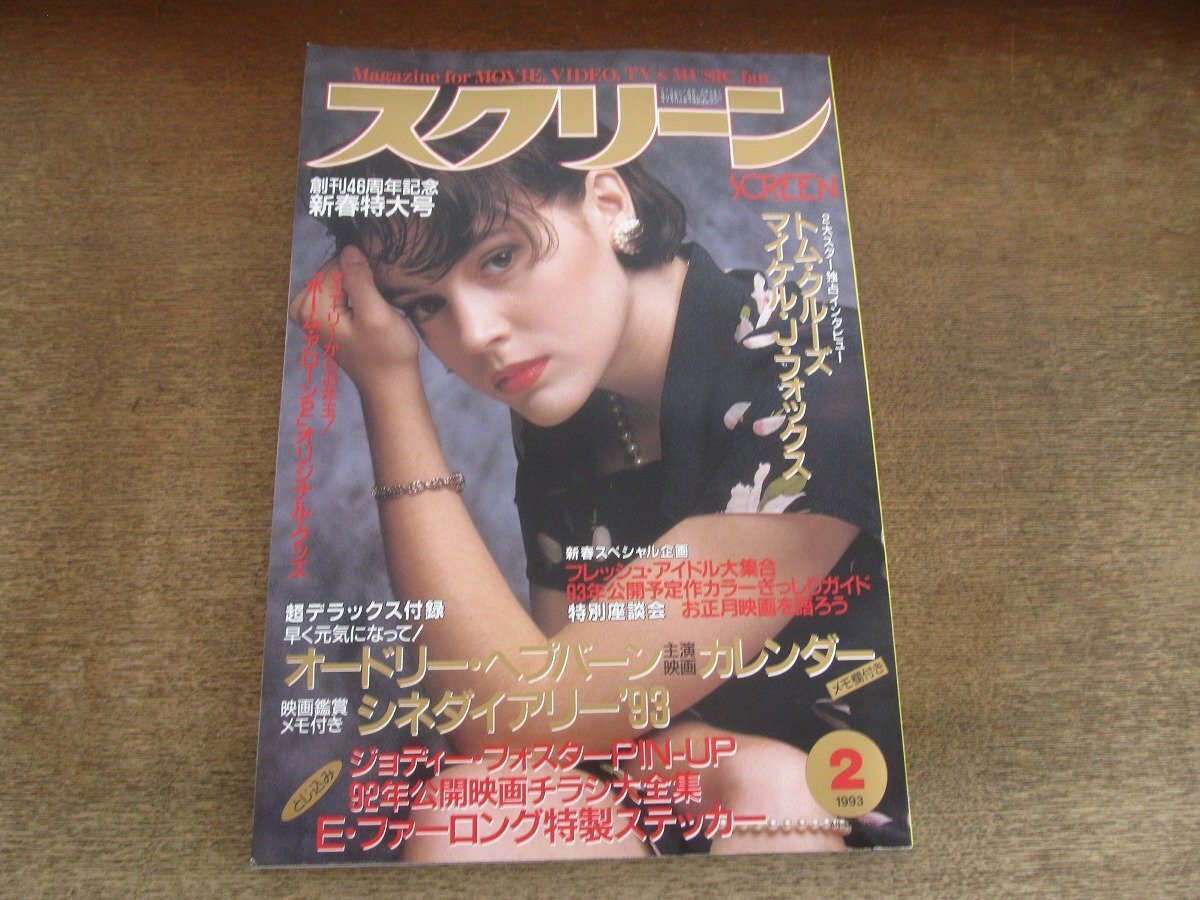 Magazine for MOVIE, VIDEO, TV & MUSIC fan
スクリーン
SCREEN
創刊46周年記念
新春特大号
2大スター独占インタビュー
トム・クルーズ
マイケル・J・フォックス
ホーム・アローン2」オリジナル・グッズ
新春スペシャル企画
フレッシュ・アイドル大集合
93年公開予定作カラーぎっしりガイド
特別座談会 お正月映画を語ろう
超デラックス付録
早く元気になって!
オードリー・ヘプバーン主演映画カレンダー
メモ欄付き
映画鑑賞メモ付き シネダイアリー'93
とじ込み
ジョディー・フォスターPIN-UP
92年公開映画チラシ大全集
E・ファーロング特製ステッカー
2
1993